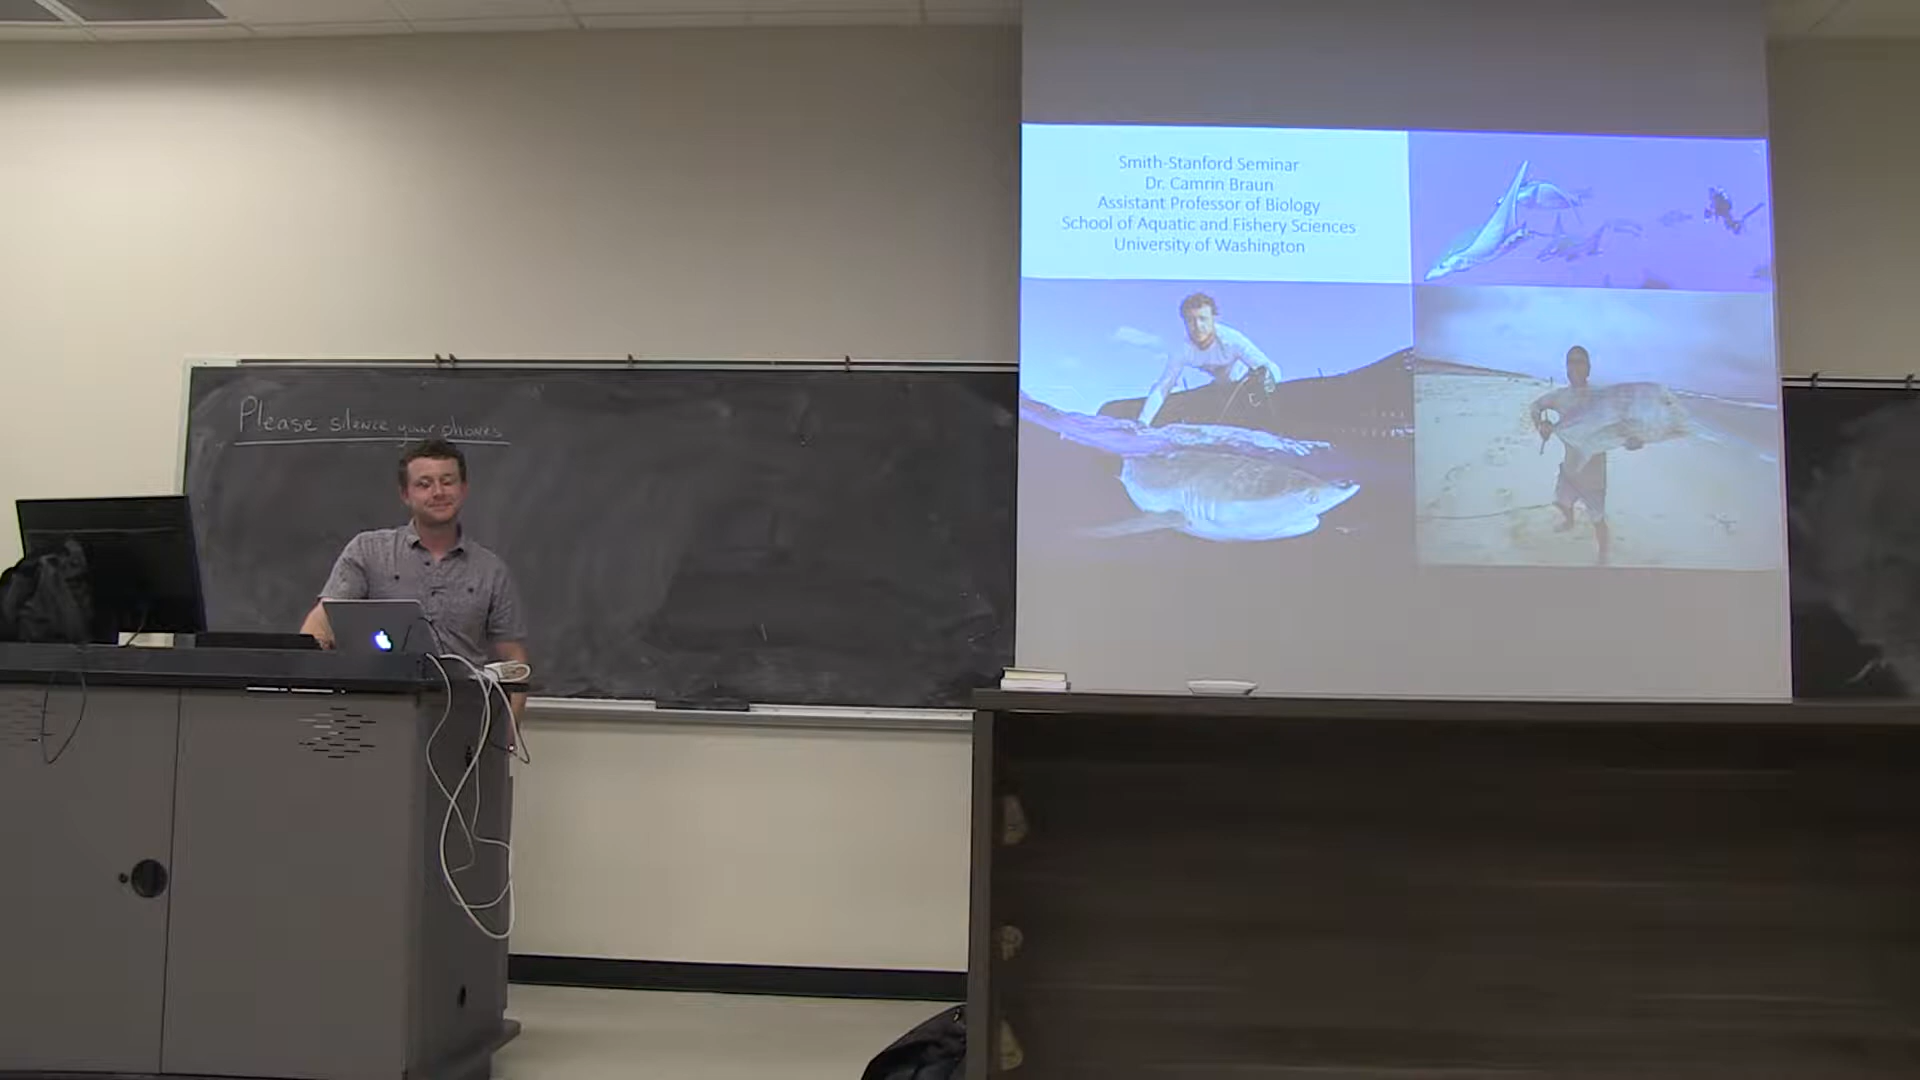 Please silence your phones
Smith-Stanford Seminar
Dr. Camrin Braun
Assistant Professor of Biology
School of Aquatic and Fishery Sciences
University of Washington